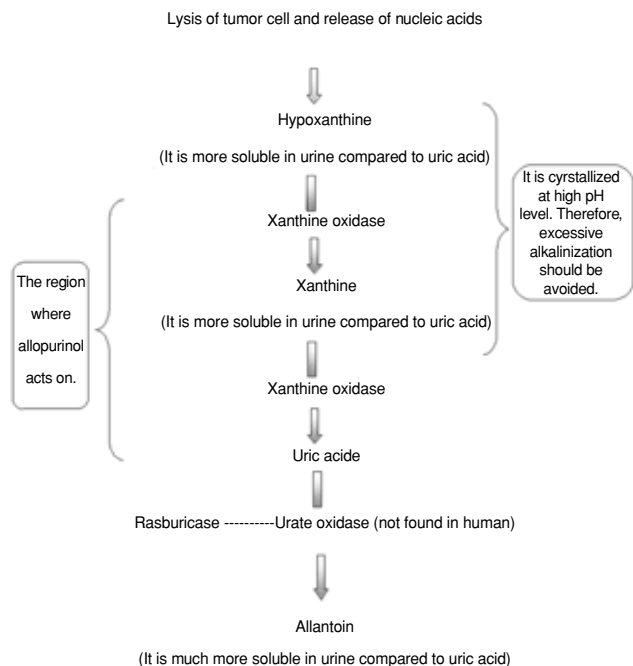 Lysis of tumor cell and release of nucleic acids
Hypoxanthine
(It is more soluble in urine compared to uric acid)
It is cyrstallized
at high pH
level. Therefore,
excessive
alkalinization
should be
avoided.
Xanthine oxidase
The region
where
allopurinol
acts on.
Xanthine
(It is more soluble in urine compared to uric acid)
Xanthine oxidase
Uric acide
Rasburicase ----------Urate oxidase (not found in human)
Allantoin
(It is much more soluble in urine compared to uric acid)